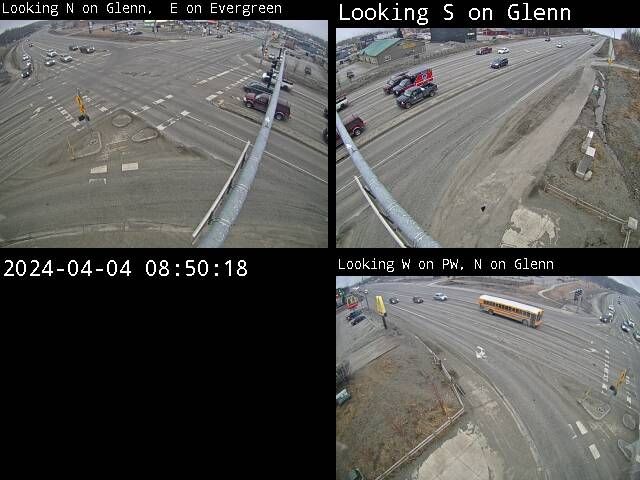 Looking N on Glenn,  E on Evergreen
Looking S on Glenn
2024-04-04 08:50:18
Looking W on PW, N on Glenn